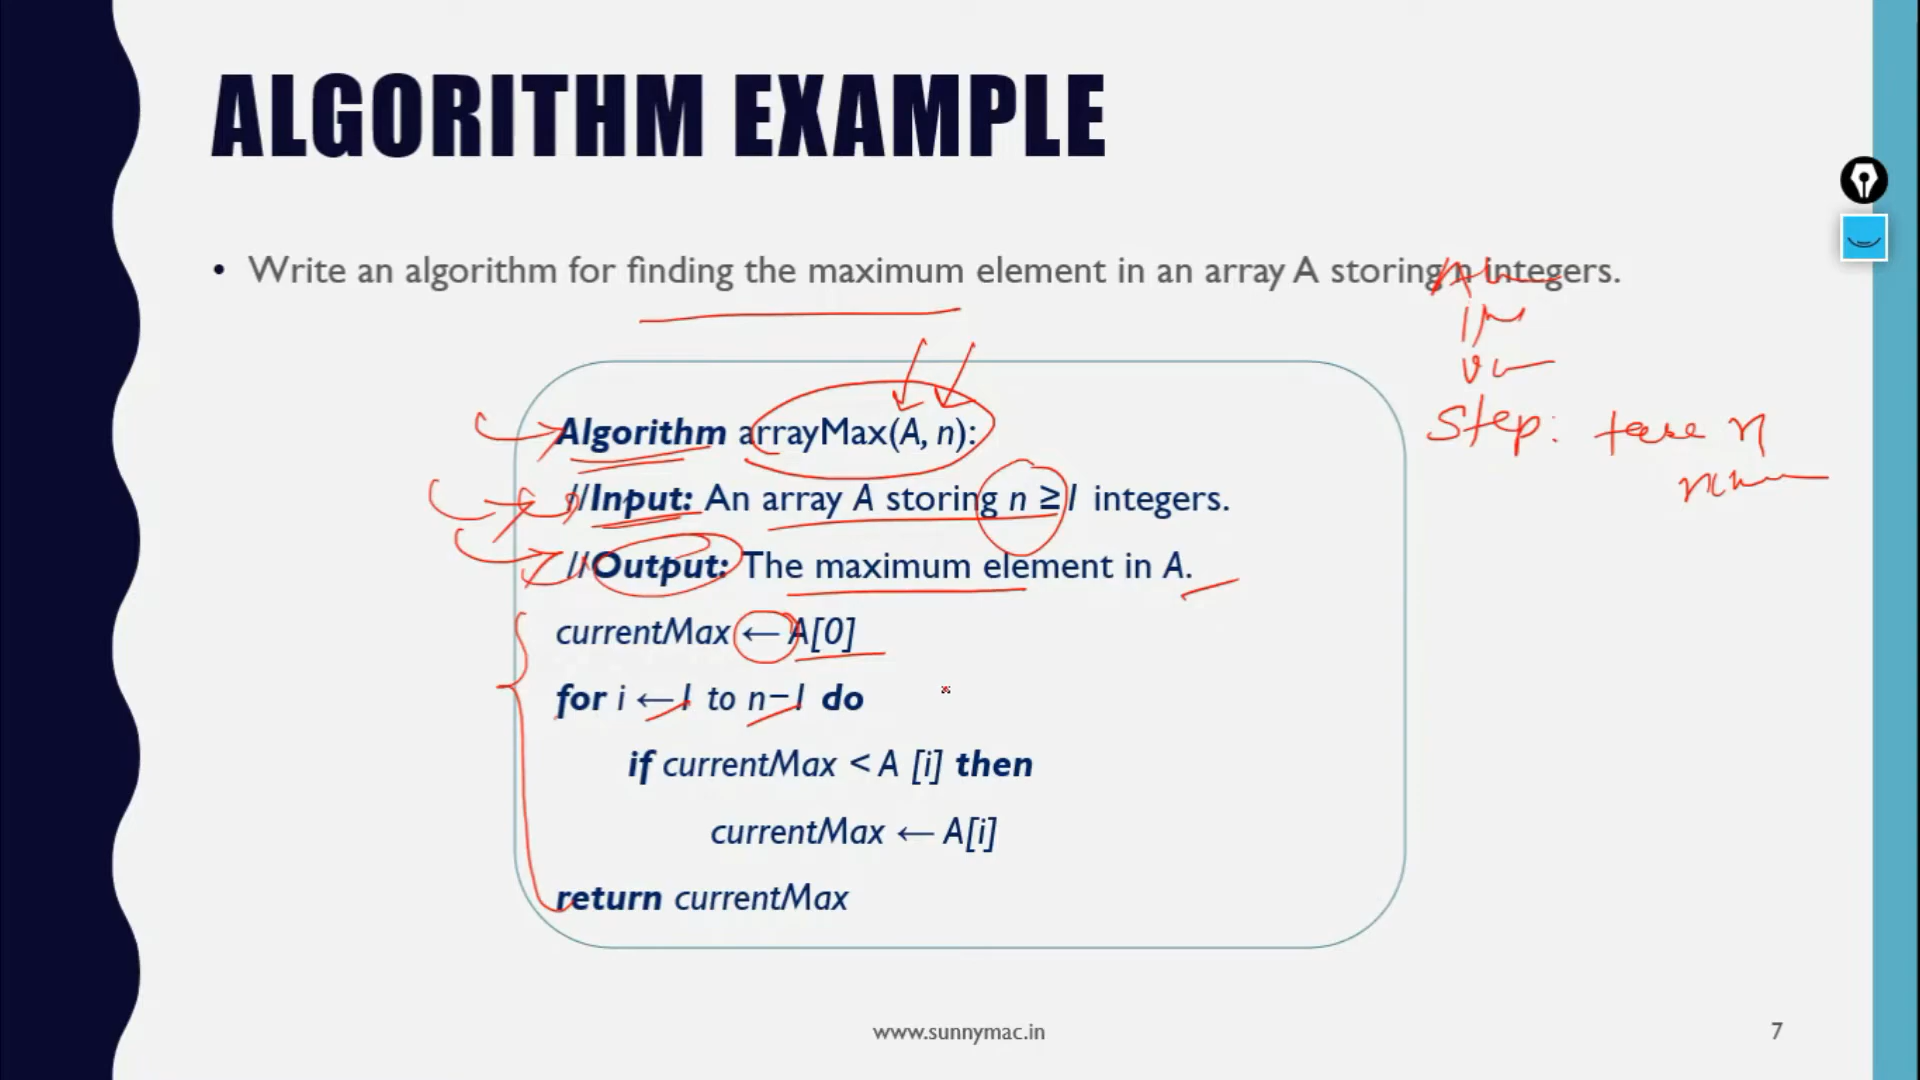 ALGORITHM EXAMPLE
• Write an algorithm for finding the maximum element in an array A storing n integers.
Algorithm arrayMax(A, n):
//Input: An array A storing n ≥1 integers.
//Output: The maximum element in A.
currentMax ← A[0]
for i ←1 to n−1 do
if currentMax < A [i] then
currentMax ← A[i]
return currentMax
Step:
www.sunnymac.in
7